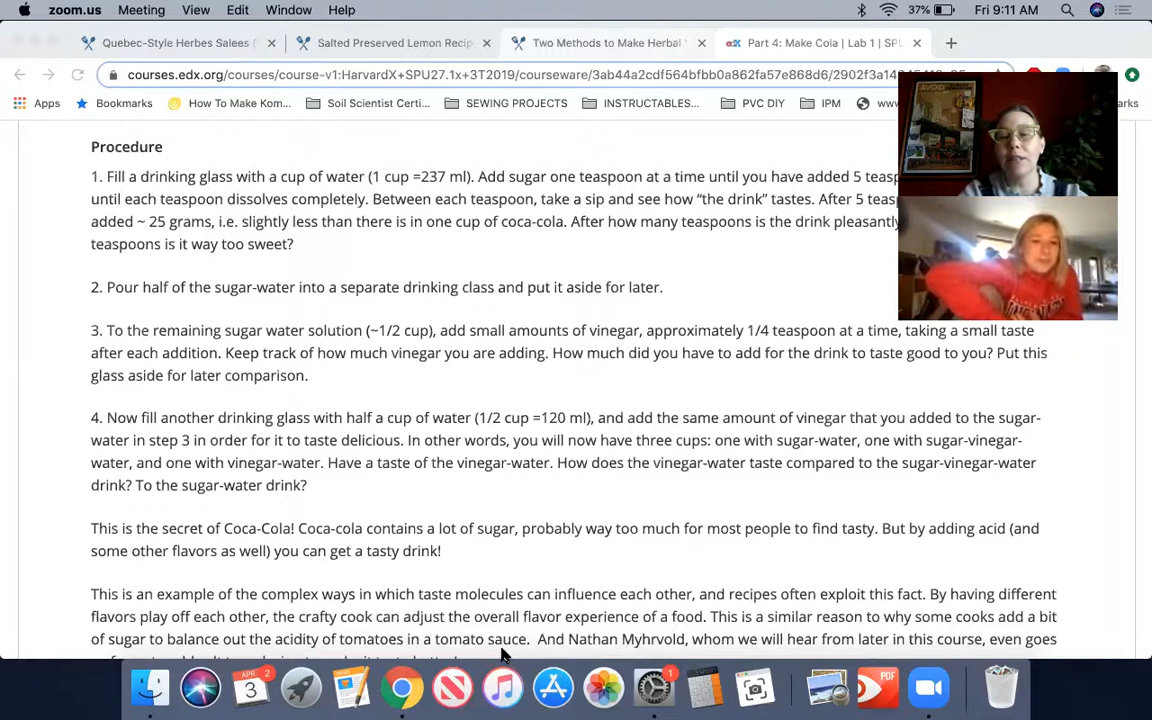 zoom.us Meeting View Edit Window Help 37% Fri 9:11 AM
Quebec-Style Herbes Salees ( Salted Preserved Lemon Recip Two Methods to Make Herbal Part 4: Make Cola | Lab 1 | SPU
courses.edx.org/courses/course-v1:HarvardX+SPU27.1x+3T2019/courseware/3ab44a2cdf564bfbb0a862fa57e868d6/2902f3a1
Apps Bookmarks How To Make Kom... Soil Scientist Certi... SEWING PROJECTS INSTRUCTABLES... PVC DIY IPM
AVOID
Procedure
1. Fill a drinking glass with a cup of water (1 cup =237 ml). Add sugar one teaspoon at a time until you have added 5 teasp
until each teaspoon dissolves completely. Between each teaspoon, take a sip and see how “the drink” tastes. After 5 teasp
added ~ 25 grams, i.e. slightly less than there is in one cup of coca-cola. After how many teaspoons is the drink pleasantly
teaspoons is it way too sweet?
2. Pour half of the sugar-water into a separate drinking class and put it aside for later.
3. To the remaining sugar water solution (~1/2 cup), add small amounts of vinegar, approximately 1/4 teaspoon at a time, taking a small taste
after each addition. Keep track of how much vinegar you are adding. How much did you have to add for the drink to taste good to you? Put this
glass aside for later comparison.
4. Now fill another drinking glass with half a cup of water (1/2 cup =120 ml), and add the same amount of vinegar that you added to the sugar-
water in step 3 in order for it to taste delicious. In other words, you will now have three cups: one with sugar-water, one with sugar-vinegar-
water, and one with vinegar-water. Have a taste of the vinegar-water. How does the vinegar-water taste compared to the sugar-vinegar-water
drink? To the sugar-water drink?
This is the secret of Coca-Cola! Coca-cola contains a lot of sugar, probably way too much for most people to find tasty. But by adding acid (and
some other flavors as well) you can get a tasty drink!
This is an example of the complex ways in which taste molecules can influence each other, and recipes often exploit this fact. By having different
flavors play off each other, the crafty cook can adjust the overall flavor experience of a food. This is a similar reason to why some cooks add a bit
of sugar to balance out the acidity of tomatoes in a tomato sauce. And Nathan Myhrvold, whom we will hear from later in this course, even goes
APR 2
3 1
PDF